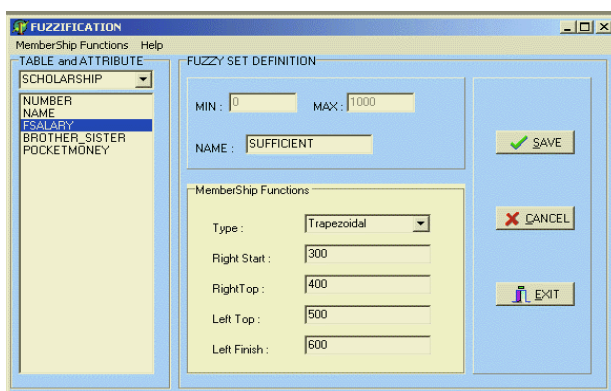 FUZZIFICATION
MemberShip Functions Help
TABLE and ATTRIBUTE
SCHOLARSHIP
NUMBER
NAME
FSALARY
BROTHER_SISTER
POCKETMONEY
FUZZY SET DEFINITION
MIN : 0 MAX : 1000
NAME : SUFFICIENT
MemberShip Functions
Type : Trapezoidal
Right Start : 300
RightTop : 400
Left Top : 500
Left Finish : 600
SAVE
CANCEL
EXIT